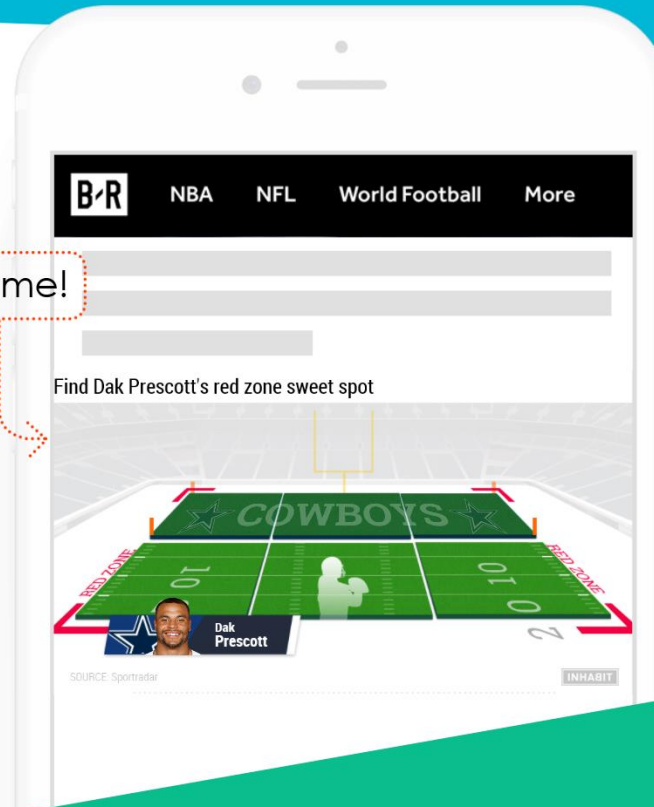 B/R NBA NFL World Football More
me!
Find Dak Prescott's red zone sweet spot
COWBOYS
RED ZONE
RED ZONE
10
10
20
Dak
Prescott
SOURCE: Sportradar
INHABIT